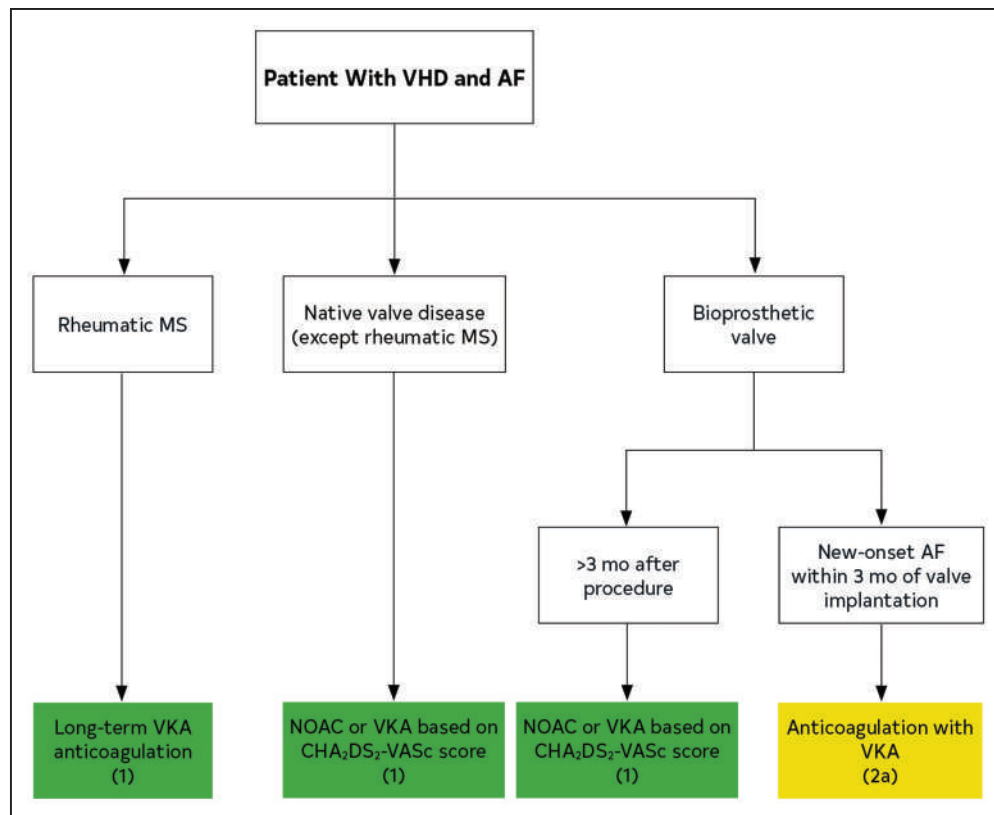 Patient With VHD and AF
Rheumatic MS
Native valve disease
(except rheumatic MS)
Bioprosthetic
valve
>3 mo after
procedure
New-onset AF
within 3 mo of valve
implantation
Long-term VKA
anticoagulation
(1)
NOAC or VKA based on
CHA₂DS₂-VASc score
(1)
NOAC or VKA based on
CHA₂DS₂-VASc score
(1)
Anticoagulation with
VKA
(2a)